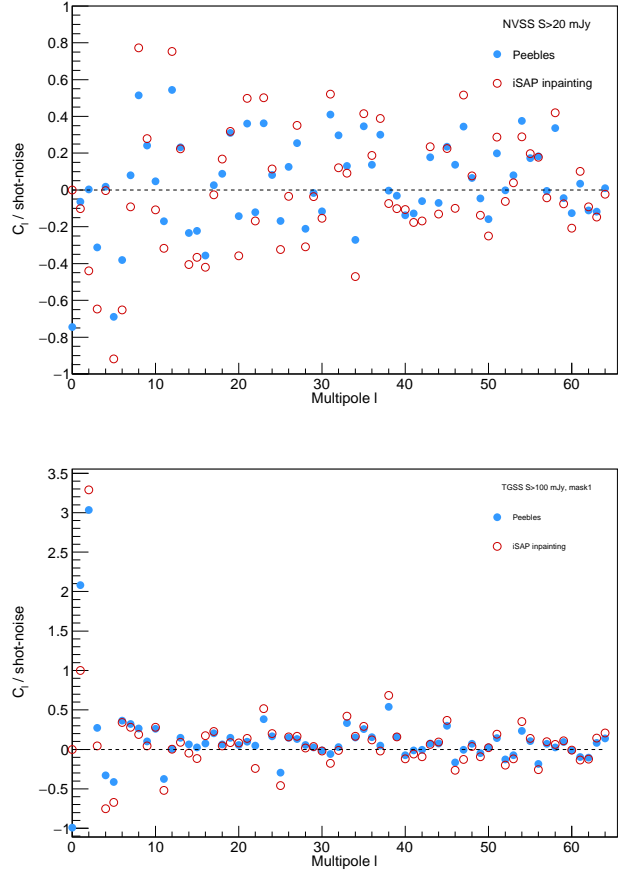 NVSS S>20 mJy
Peebles
iSAP inpainting
C_l / shot-noise
1
0.8
0.6
0.4
0.2
0
−0.2
−0.4
−0.6
−0.8
−1
0 10 20 30 40 50 60
Multipole l
TGSS S>100 mJy, mask1
Peebles
iSAP inpainting
C_l / shot-noise
3.5
3
2.5
2
1.5
1
0.5
0
−0.5
−1
0 10 20 30 40 50 60
Multipole l